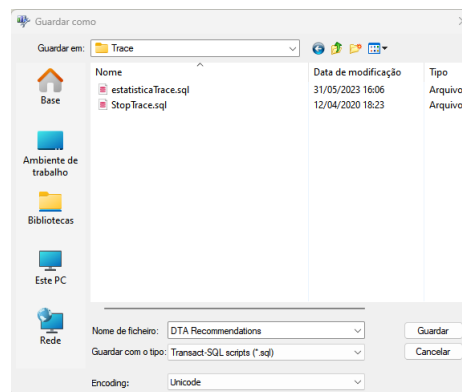 Guardar como
Guardar em: Trace
Nome Data de modificação Tipo
estatisticaTrace.sql 31/05/2023 16:06 Arquivo
StopTrace.sql 12/04/2020 18:23 Arquivo
Base
Ambiente de
trabalho
Bibliotecas
Este PC
Rede
Nome de ficheiro: DTA Recommendations Guardar
Guardar com o tipo: Transact-SQL scripts (*.sql) Cancelar
Encoding: Unicode